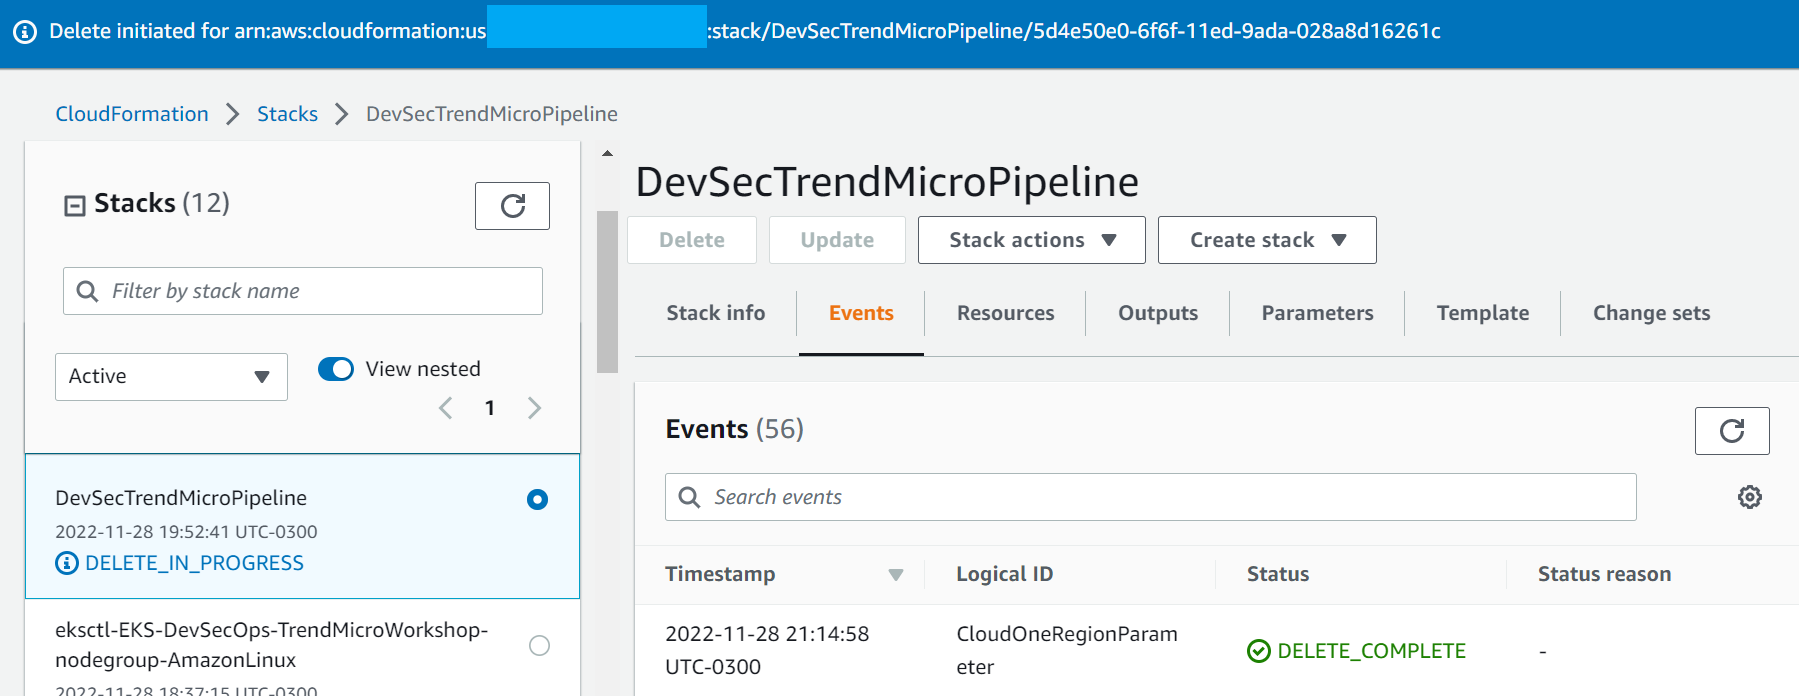 Delete initiated for arn:aws:cloudformation:us :stack/DevSecTrendMicroPipeline/5d4e50e0-6f6f-11ed-9ada-028a8d16261c
CloudFormation > Stacks > DevSecTrendMicroPipeline
Stacks (12)
Filter by stack name
Active
View nested
1
DevSecTrendMicroPipeline
2022-11-28 19:52:41 UTC-0300
DELETE_IN_PROGRESS
eksctl-EKS-DevSecOps-TrendMicroWorkshop-
nodegroup-AmazonLinux
2022-11-28 18:37:15 UTC-0300
DevSecTrendMicroPipeline
Delete Update Stack actions Create stack
Stack info Events Resources Outputs Parameters Template Change sets
Events (56)
Search events
Timestamp Logical ID Status Status reason
2022-11-28 21:14:58 CloudOneRegionParam
UTC-0300 eter DELETE_COMPLETE -